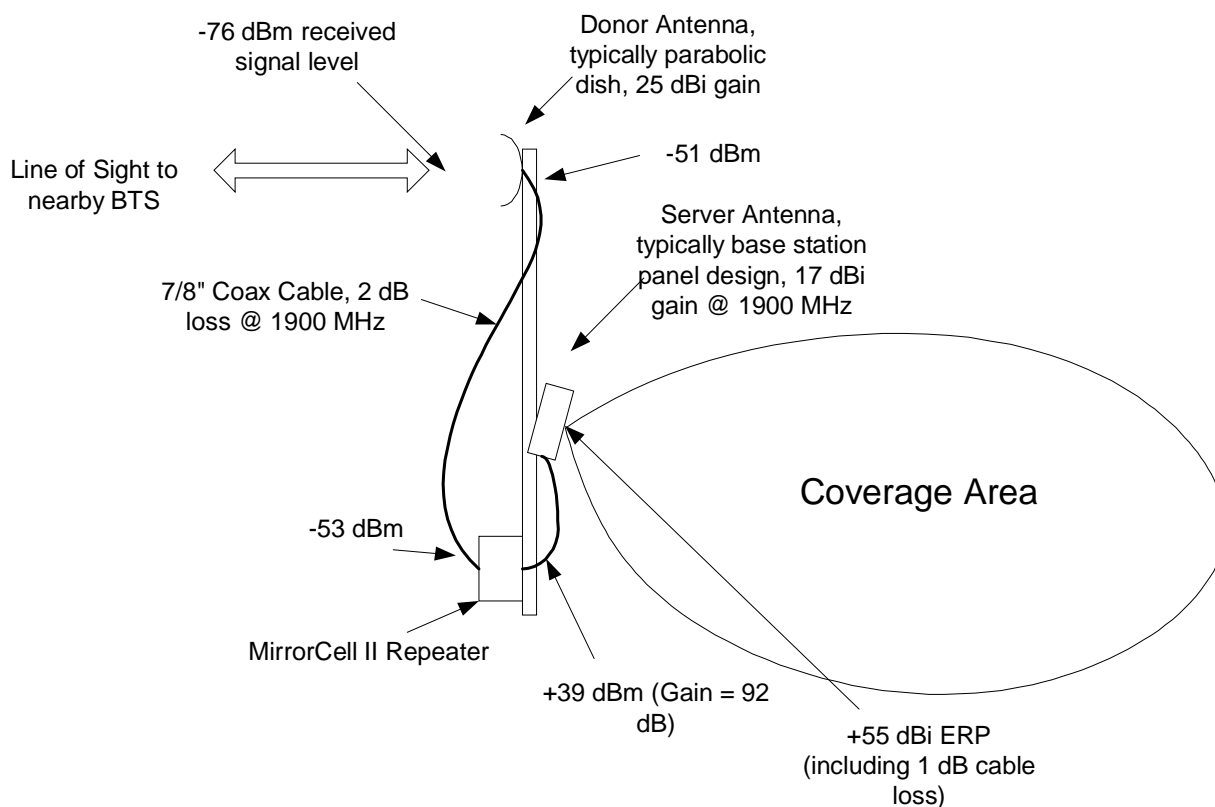 -76 dBm received
signal level
Donor Antenna,
typically parabolic
dish, 25 dBi gain
Line of Sight to
nearby BTS
-51 dBm
Server Antenna,
typically base station
panel design, 17 dBi
gain @ 1900 MHz
7/8" Coax Cable, 2 dB
loss @ 1900 MHz
Coverage Area
-53 dBm
MirrorCell II Repeater
+39 dBm (Gain = 92
dB)
+55 dBi ERP
(including 1 dB cable
loss)